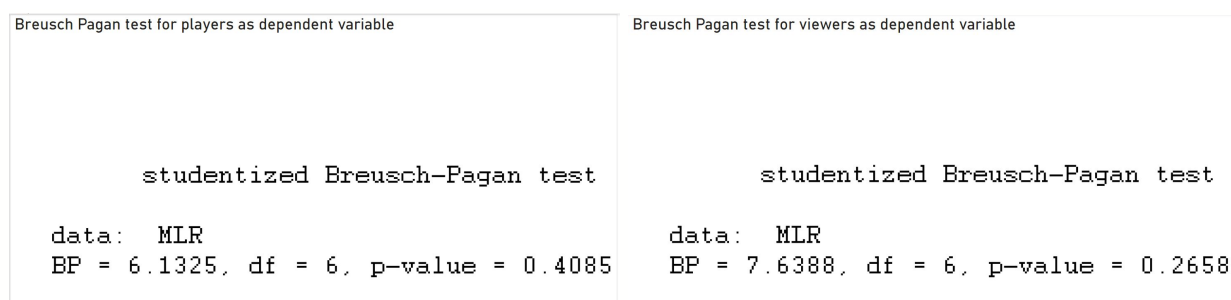 Breusch Pagan test for players as dependent variable
studentized Breusch-Pagan test
data: MLR
BP = 6.1325, df = 6, p-value = 0.4085
Breusch Pagan test for viewers as dependent variable
studentized Breusch-Pagan test
data: MLR
BP = 7.6388, df = 6, p-value = 0.2658